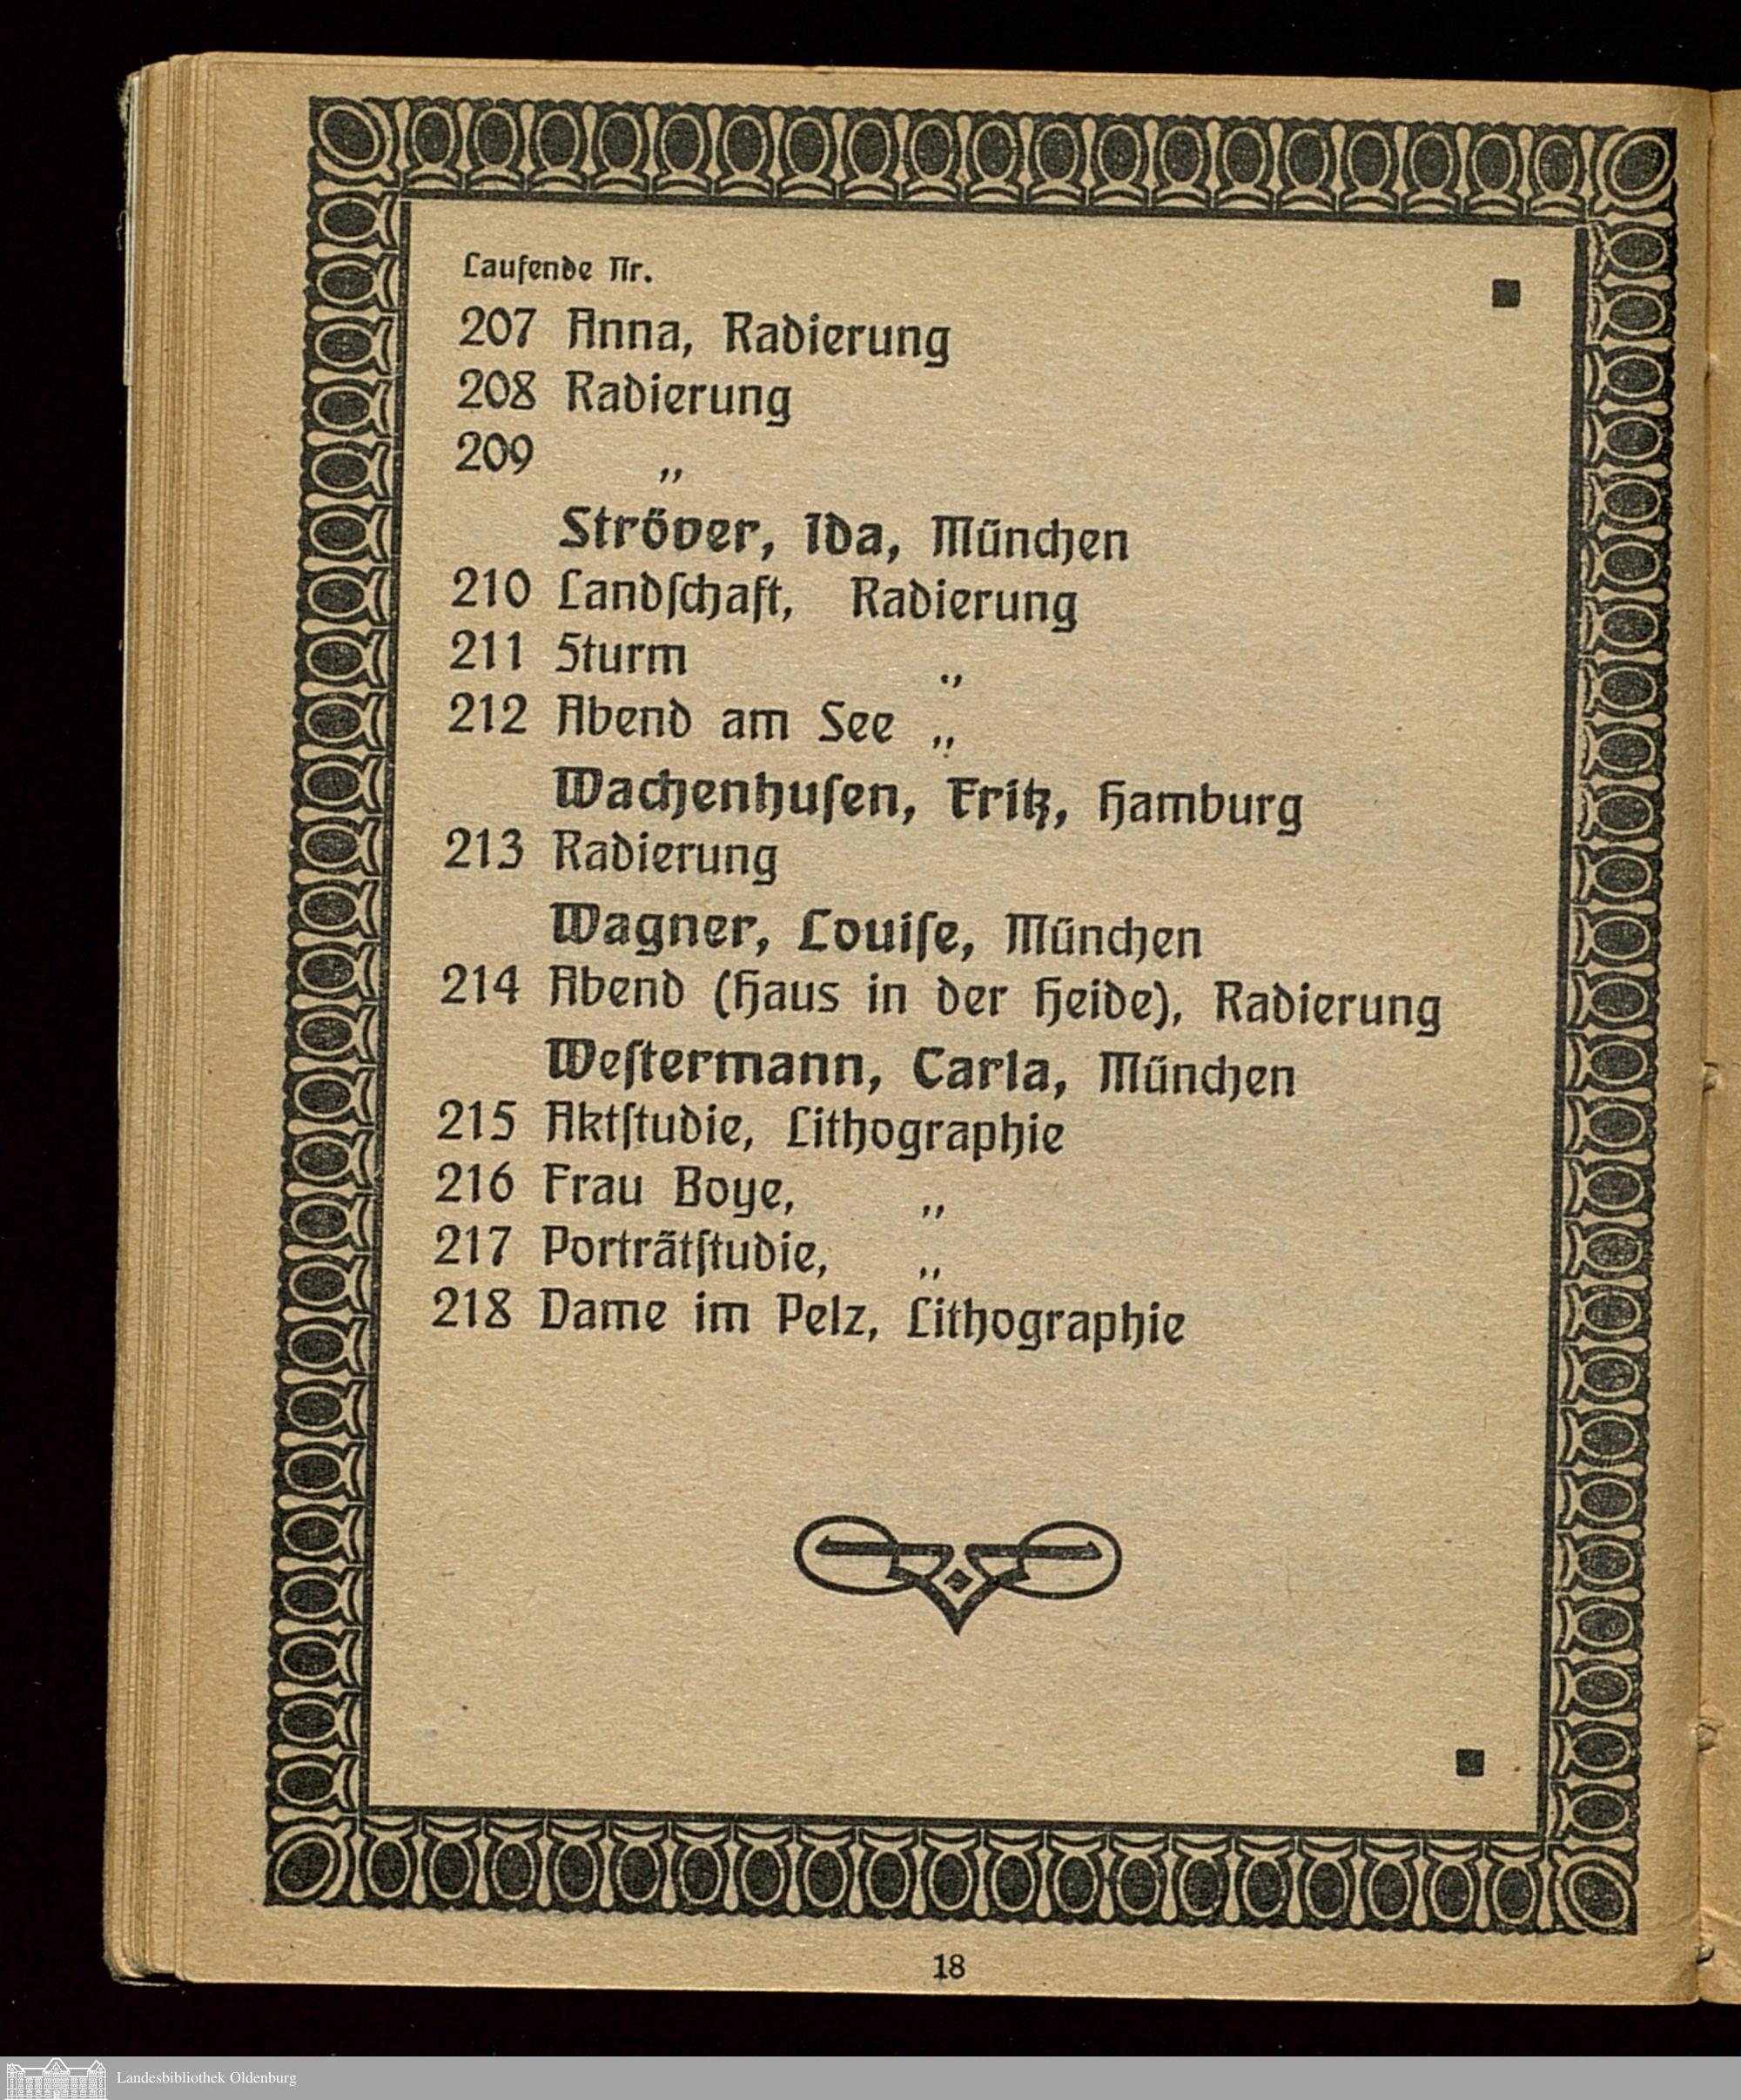 Laufende Nr.
207 Anna, Radierung
208 Radierung
209 „
Ströver, Ida, München
210 Landſchaft, Radierung
211 Sturm „
212 Abend am See „
Wachenhuſen, Fritz, Hamburg
213 Radierung
Wagner, Louiſe, München
214 Abend (Haus in der Heide), Radierung
Weſtermann, Carla, München
215 Aktſtudie, Lithographie
216 Frau Boye, „
217 Porträtſtudie, „
218 Dame im Pelz, Lithographie
18
Landesbibliothek Oldenburg